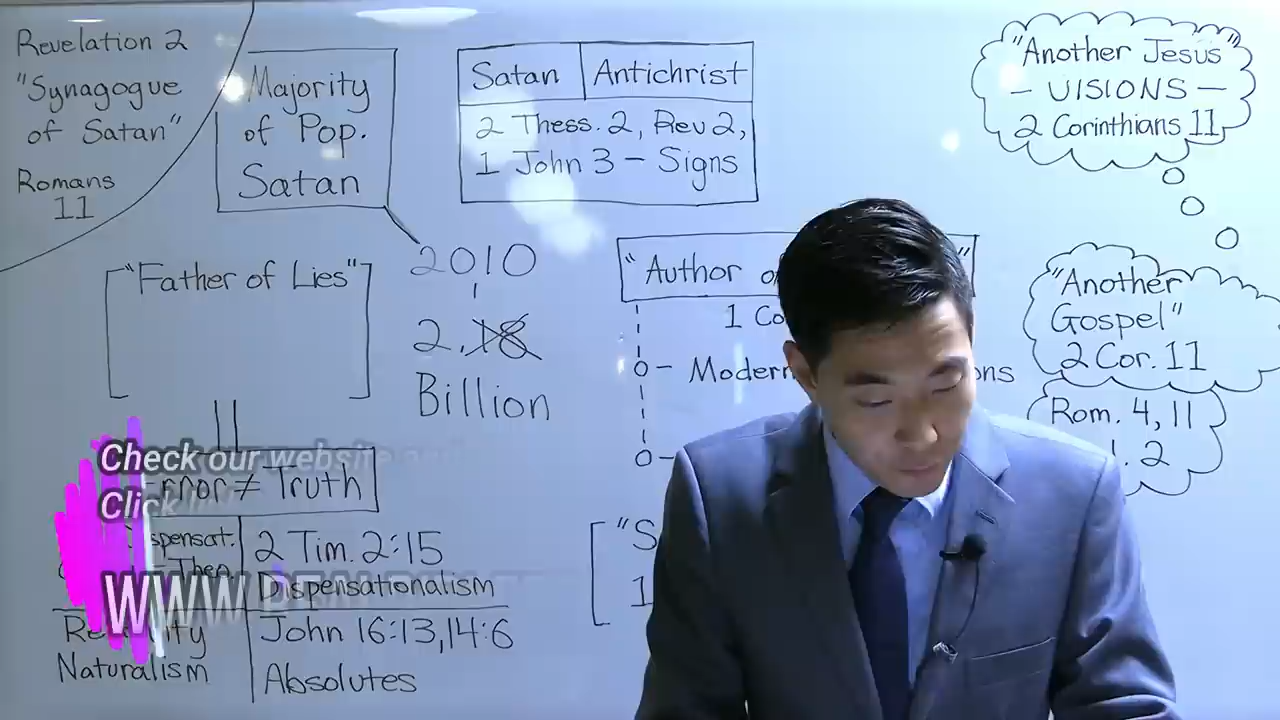 Revelation 2
"Synagogue
of Satan"
Romans
11
Majority
of Pop.
Satan
Satan
Antichrist
2 Thess. 2, Rev 2,
1 John 3 - Signs
"Another Jesus"
- VISIONS -
2 Corinthians 11
"Father of Lies"
2010
2.18
Billion
"Author
"
1
Modern
"Another
Gospel"
2 Cor. 11
Rom. 4, 11
2
Error ≠ Truth
2 Tim. 2:15
Dispensationalism
Naturalism
John 16:13,14:6
Absolutes
1
Check our website
Click
WWW